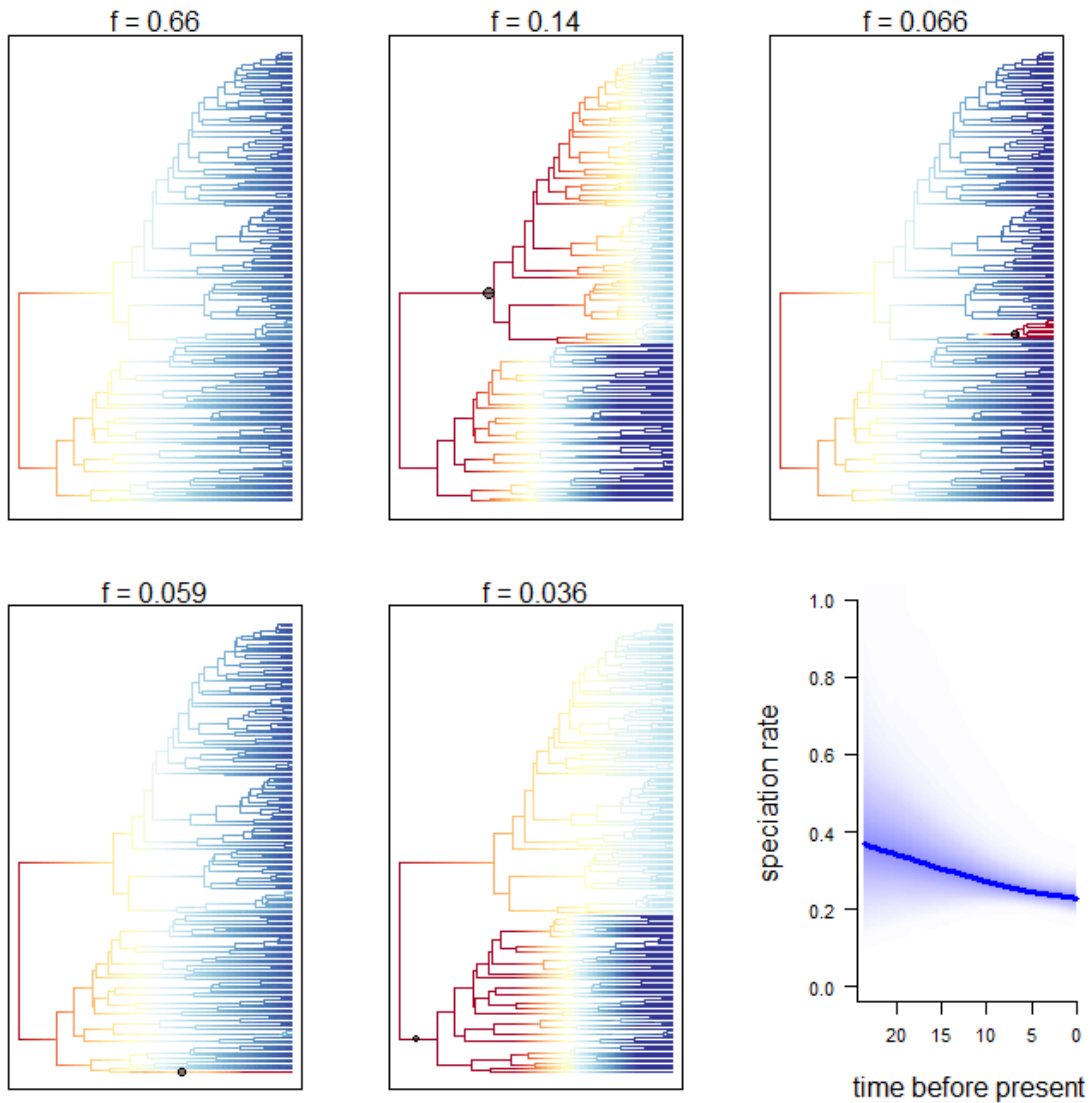 f = 0.66
f = 0.14
f = 0.066
f = 0.059
f = 0.036
speciation rate
1.0
0.8
0.6
0.4
0.2
0.0
20 15 10 5 0
time before present